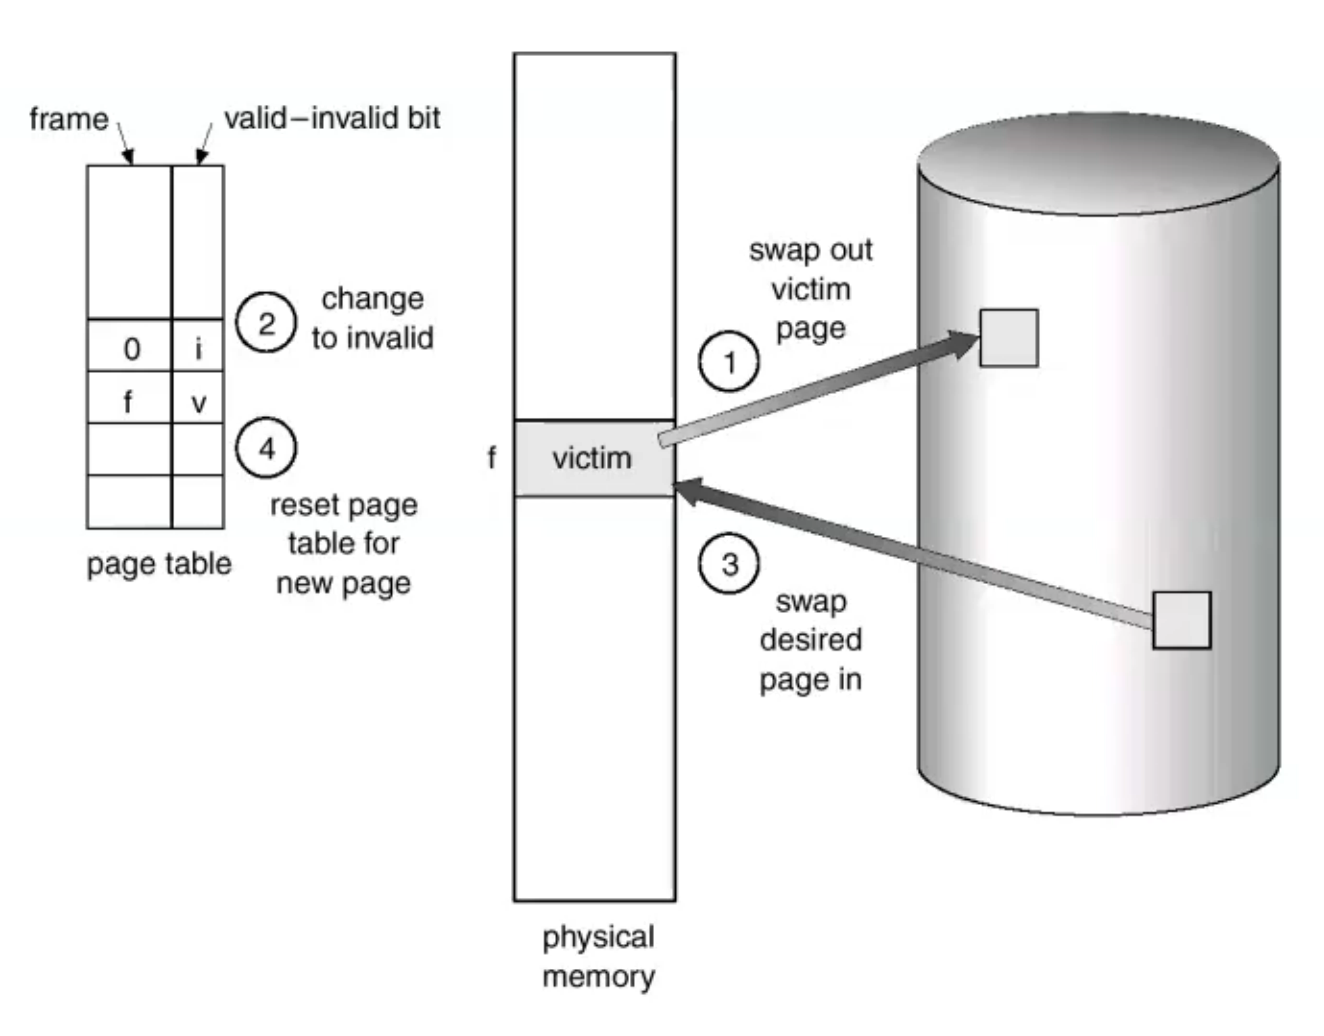 frame
valid–invalid bit
0
i
f
v
2
change
to invalid
4
reset page
table for
new page
page table
f
victim
physical
memory
1
swap out
victim
page
3
swap
desired
page in